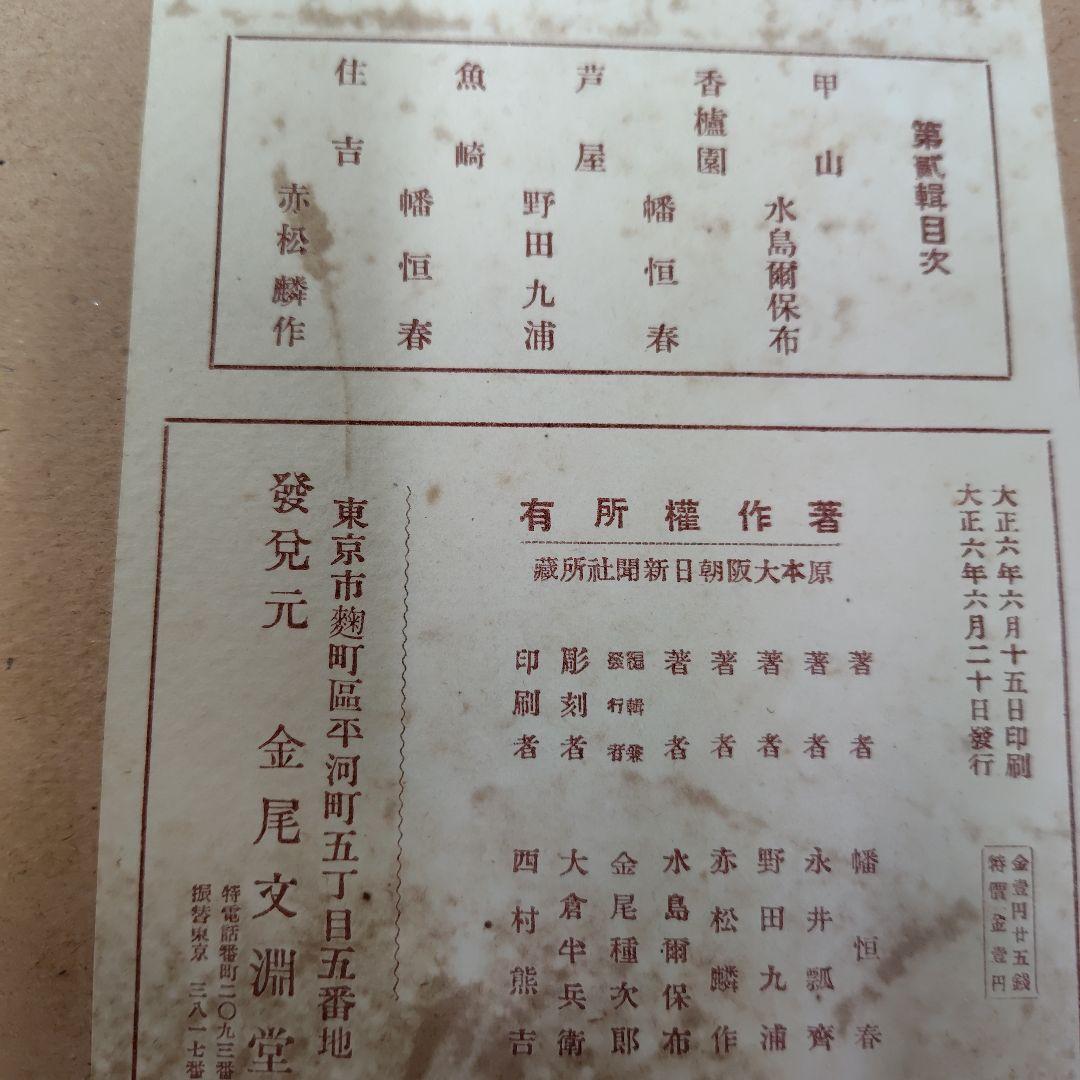 第貳輯目次
甲山 水島爾保布
香櫨園 幡恒春
芦屋 野田九浦
魚崎 幡恒春
住吉 赤松麟作
大正六年六月十五日印刷
大正六年六月二十日發行
金壹円廿五錢
特價金壹円
著作權所有
原本大阪朝日新聞社所藏
著者 幡恒春
著者 永井瓢齊
著者 野田九浦
著者 赤松麟作
著者 水島爾保布
編輯兼發行者 金尾種次郎
彫刻者 大倉半兵衛
印刷者 西村熊吉
東京市麴町區平河町五丁目五番地
發兌元 金尾文淵堂
特電話番町二〇九三番
振替東京三八一七番